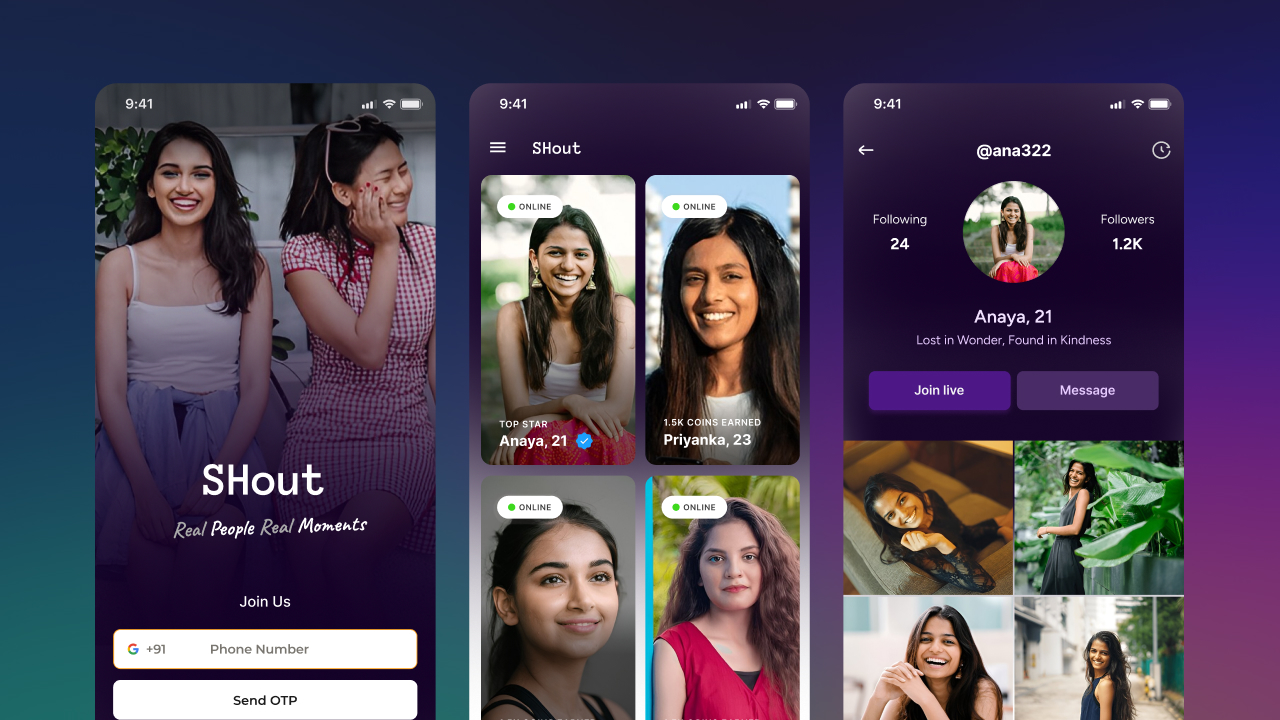 9:41
SHout
Real People Real Moments
Join Us
+91 Phone Number
Send OTP
9:41
SHout
ONLINE
TOP STAR
Anaya, 21
ONLINE
1.5K COINS EARNED
Priyanka, 23
ONLINE
ONLINE
9:41
@ana322
Following
24
Followers
1.2K
Anaya, 21
Lost in Wonder, Found in Kindness
Join live
Message